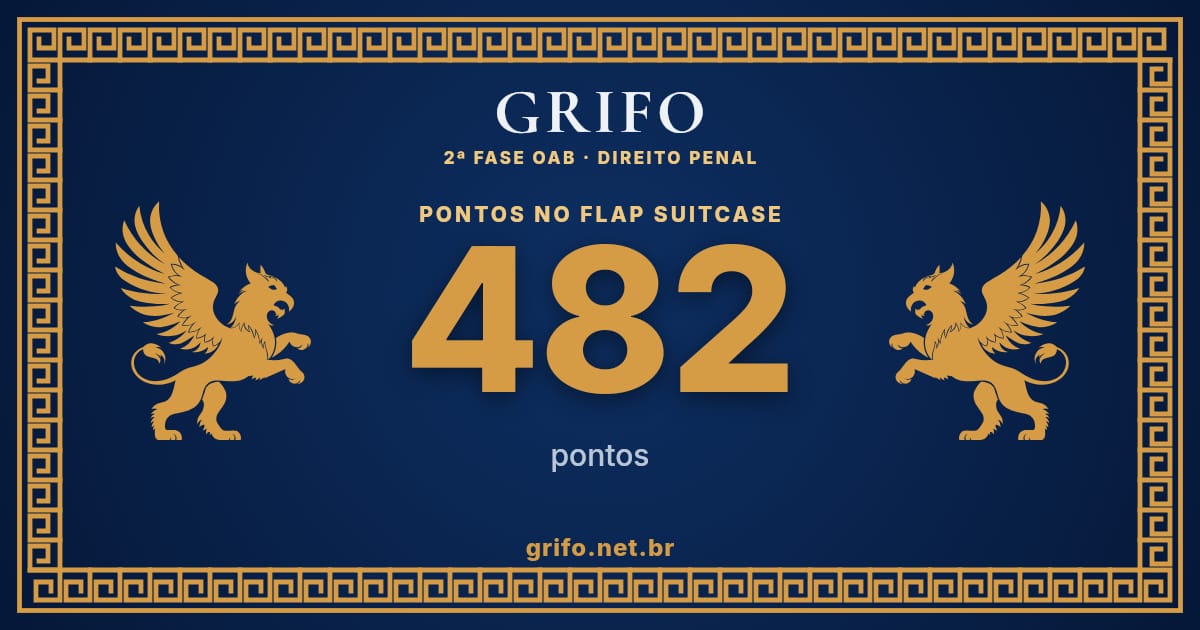 GRIFO
2ª FASE OAB · DIREITO PENAL
PONTOS NO FLAP SUITCASE
482
pontos
grifo.net.br